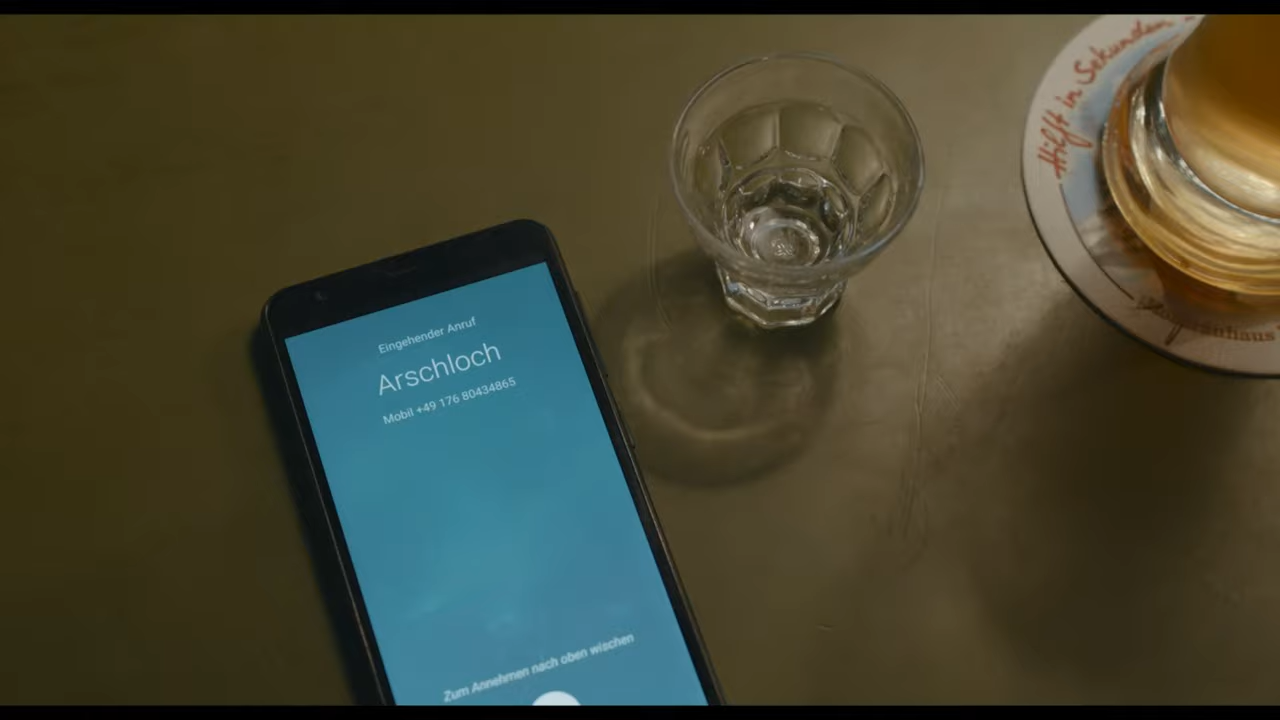 Eingehender Anruf
Arschloch
Mobil +49 176 80434865
Zum Annehmen nach oben wischen
Hilft in Sekunden